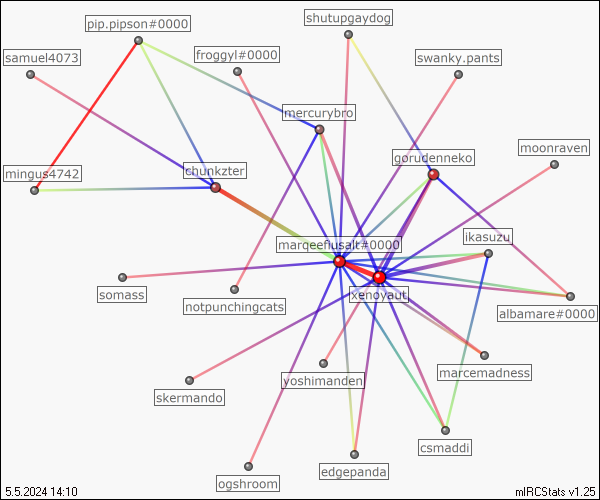 shutupgaydog
pip.pipson#0000
froggyl#0000
samuel4073
swanky.pants
mercurybro
moonraven
gorudenneko
chunkzter
mingus4742
ikasuzu
marqeefiusalt#0000
xenoyaut
somass
notpunchingcats
albamare#0000
marcemadness
yoshimanden
skermando
csmaddi
edgepanda
ogshroom
5.5.2024 14:10
mIRCStats v1.25